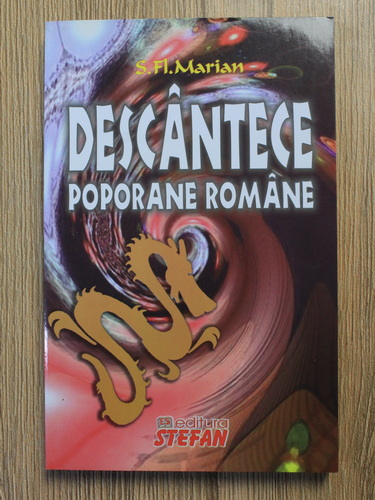 S.Fl.Marian
DESCÂNTECE
POPORANE ROMÂNE
editura
STEFAN